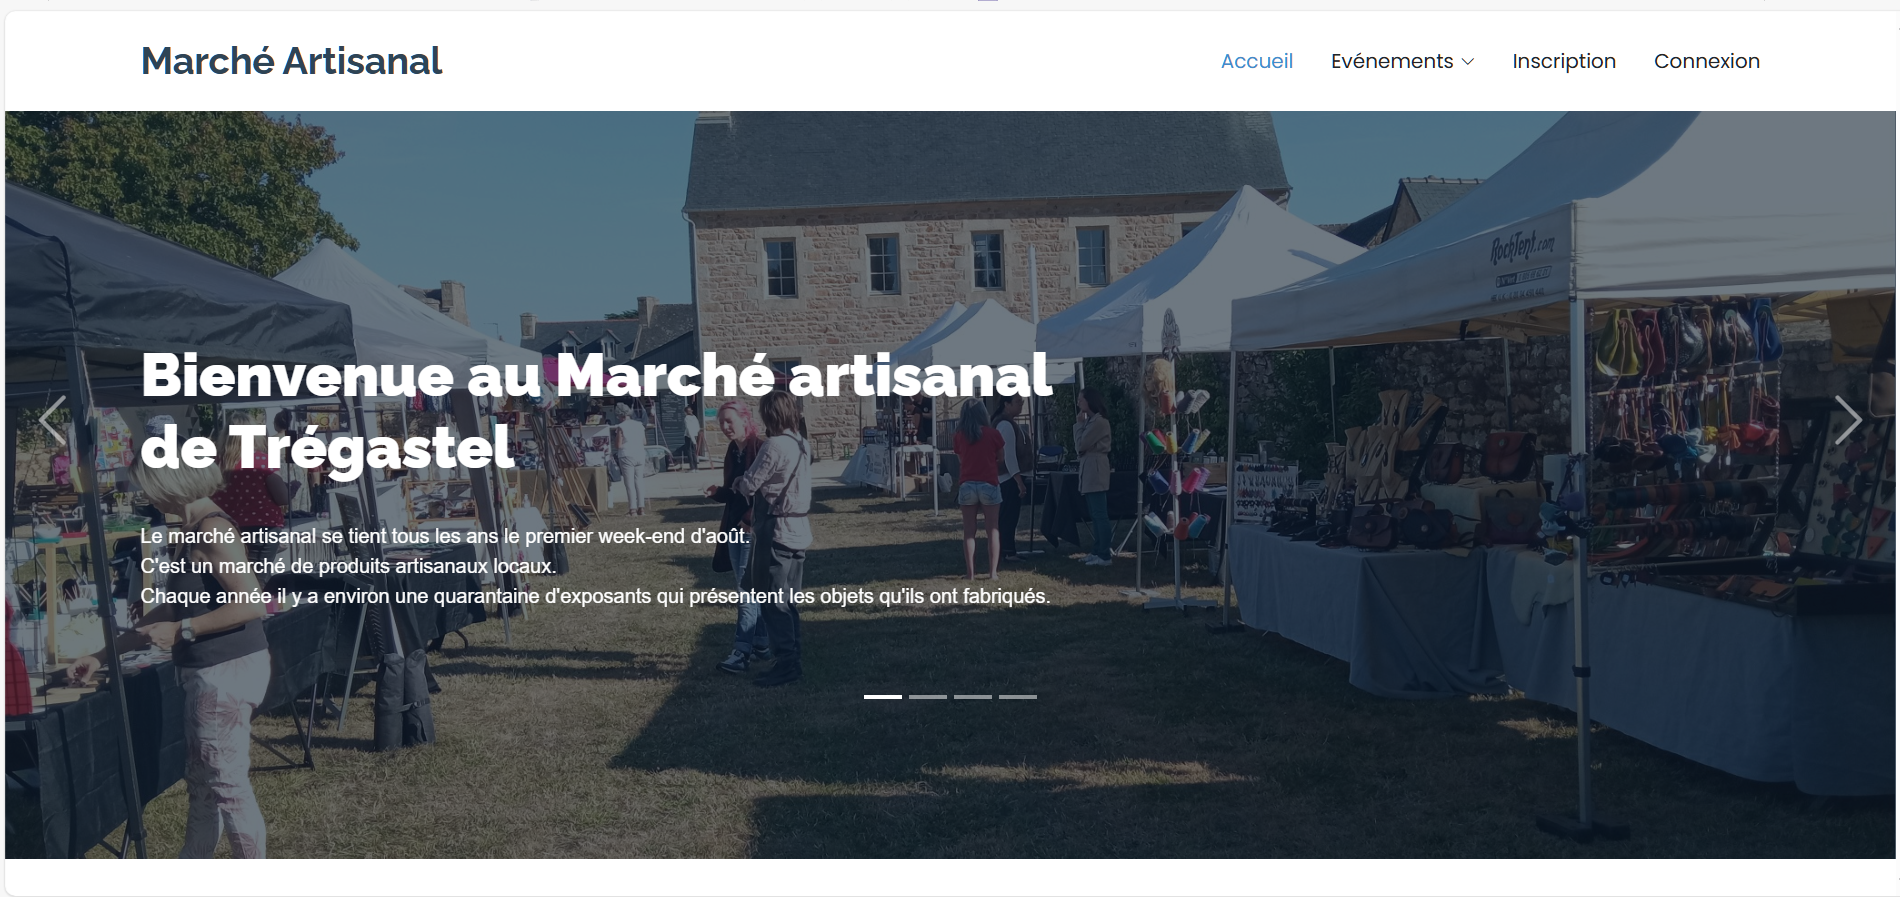 Marché Artisanal
Accueil
Evénements
Inscription
Connexion
RockTent.com
Bienvenue au Marché artisanal
de Trégastel
Le marché artisanal se tient tous les ans le premier week-end d'août.
C'est un marché de produits artisanaux locaux.
Chaque année il y a environ une quarantaine d'exposants qui présentent les objets qu'ils ont fabriqués.